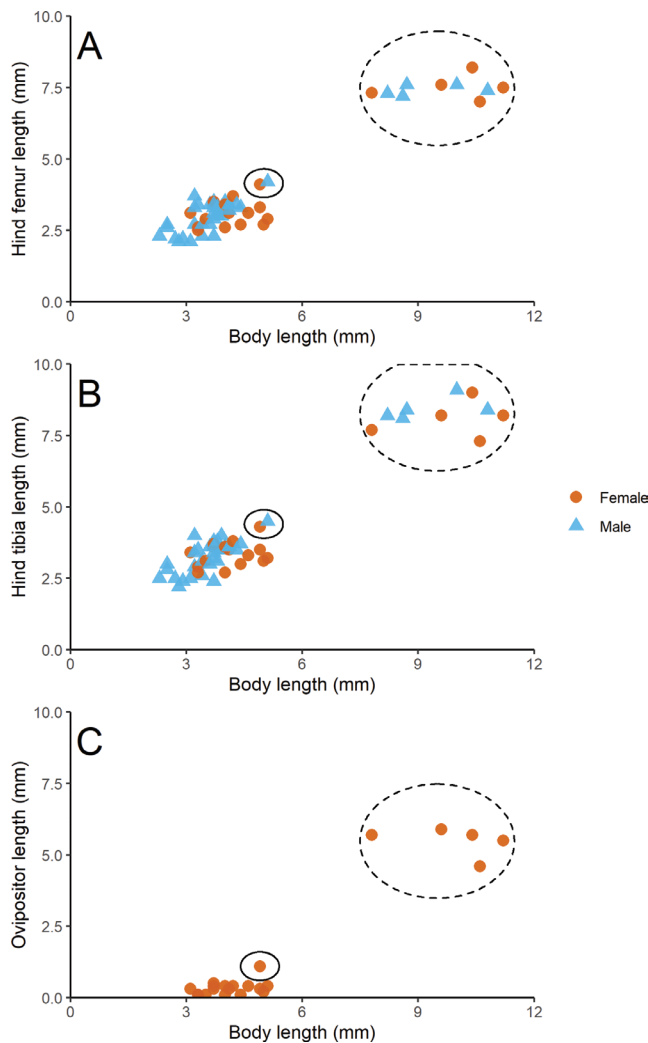 A
Hind femur length (mm)
10.0
7.5
5.0
2.5
0.0
0
3
6
9
12
Body length (mm)
B
Hind tibia length (mm)
10.0
7.5
5.0
2.5
0.0
0
3
6
9
12
Body length (mm)
Female
Male
C
Ovipositor length (mm)
10.0
7.5
5.0
2.5
0.0
0
3
6
9
12
Body length (mm)